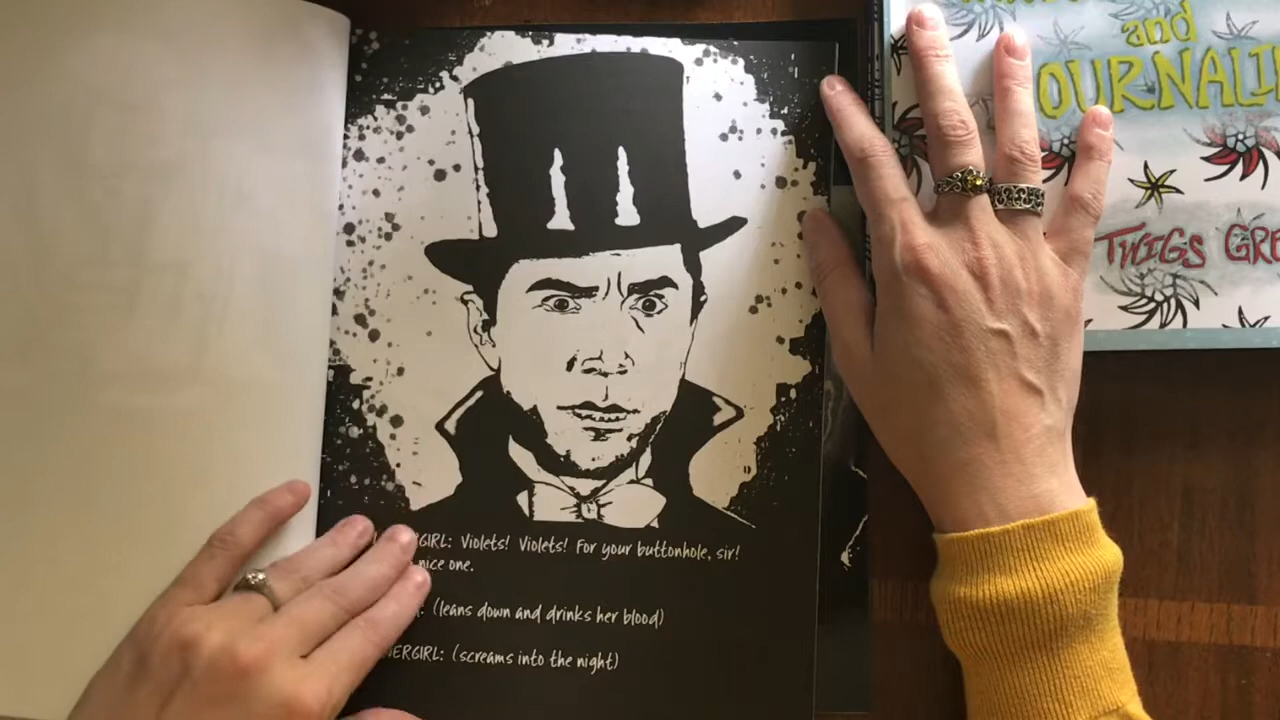 GIRL: Violets! Violets! For your buttonhole, sir!
nice one.
(leans down and drinks her blood)
ERGIRL: (screams into the night)
and
OURNALI
TWIGS GRE